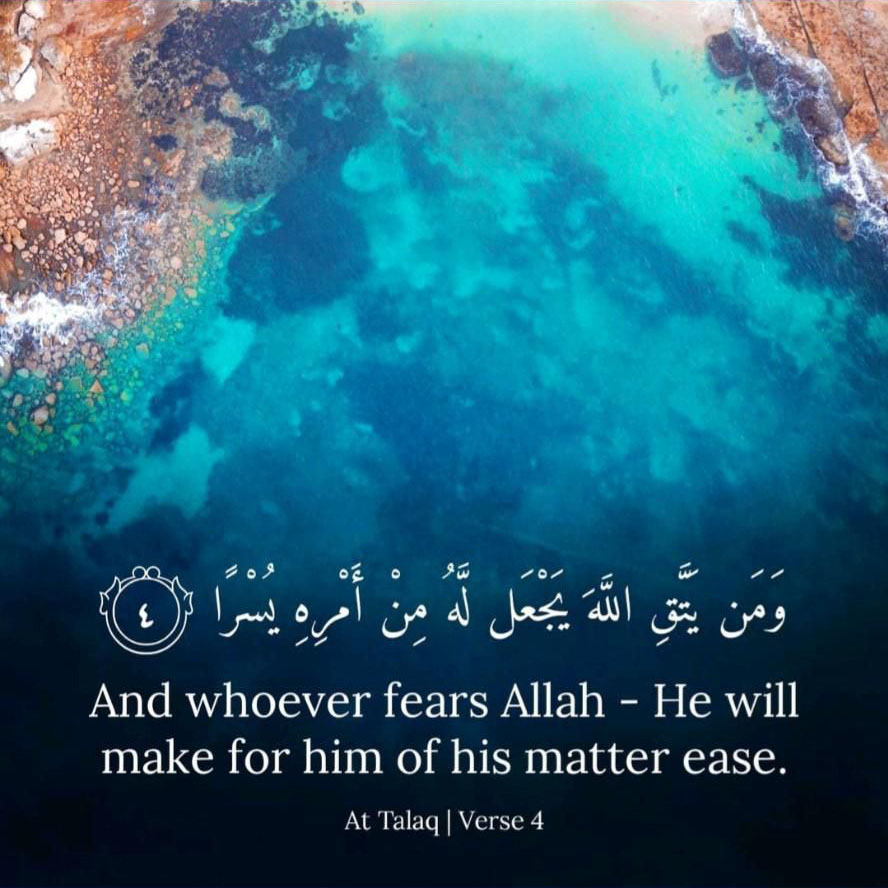 وَمَن يَتَّقِ اللَّهَ يَجْعَل لَّهُ مِنْ أَمْرِهِ يُسْرًا ٤
And whoever fears Allah - He will
make for him of his matter ease.
At Talaq | Verse 4